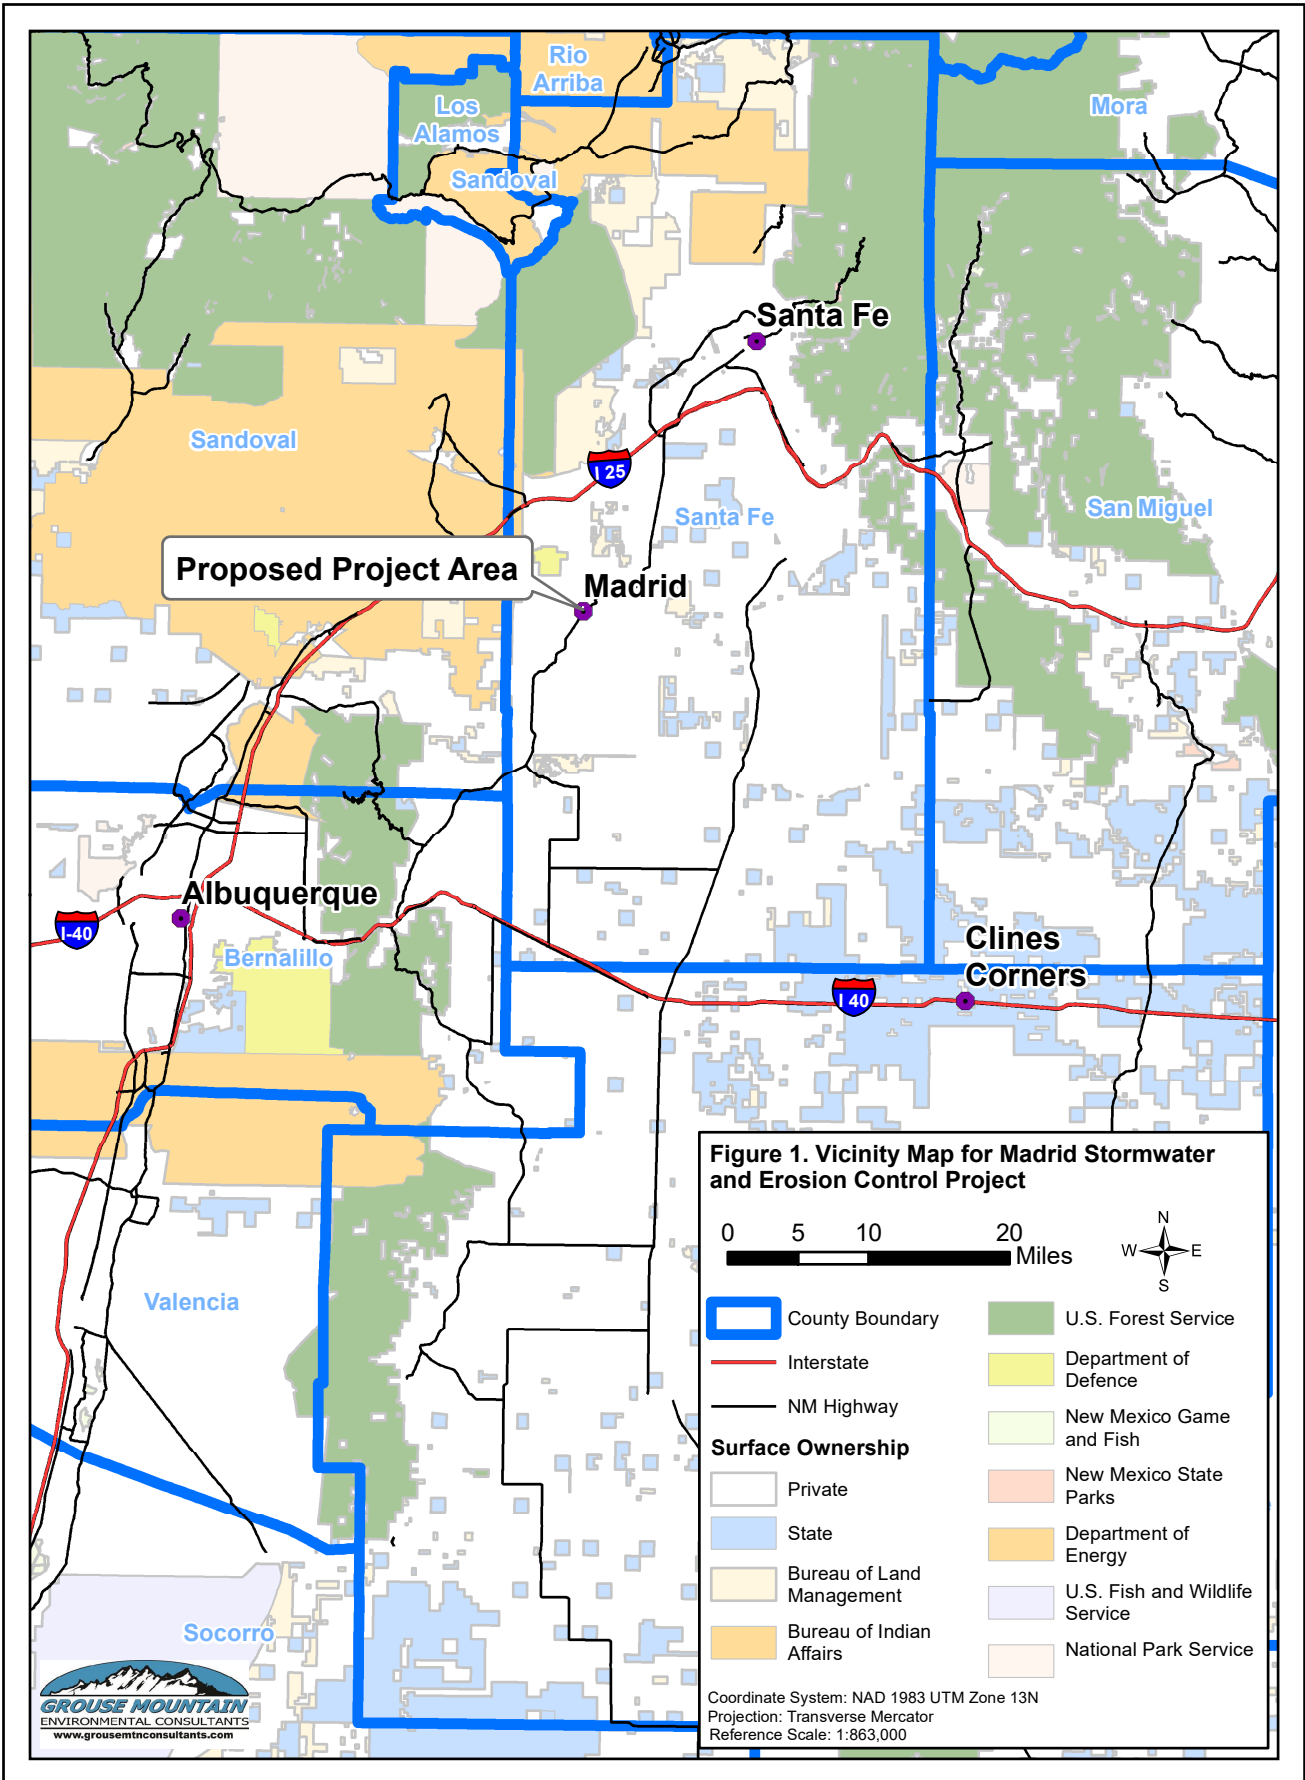 Rio
Arriba
Los
Alamos
Mora
Sandoval
Santa Fe
Sandoval
I 25
Santa Fe
San Miguel
Proposed Project Area
Madrid
Albuquerque
I-40
Bernalillo
Clines
Corners
I 40
Valencia
Socorro
Figure 1. Vicinity Map for Madrid Stormwater
and Erosion Control Project
0 5 10 20
Miles
N
W E
S
County Boundary
Interstate
NM Highway
Surface Ownership
Private
State
Bureau of Land
Management
Bureau of Indian
Affairs
U.S. Forest Service
Department of
Defence
New Mexico Game
and Fish
New Mexico State
Parks
Department of
Energy
U.S. Fish and Wildlife
Service
National Park Service
Coordinate System: NAD 1983 UTM Zone 13N
Projection: Transverse Mercator
Reference Scale: 1:863,000
GROUSE MOUNTAIN
ENVIRONMENTAL CONSULTANTS
www.grousemtnconsultants.com